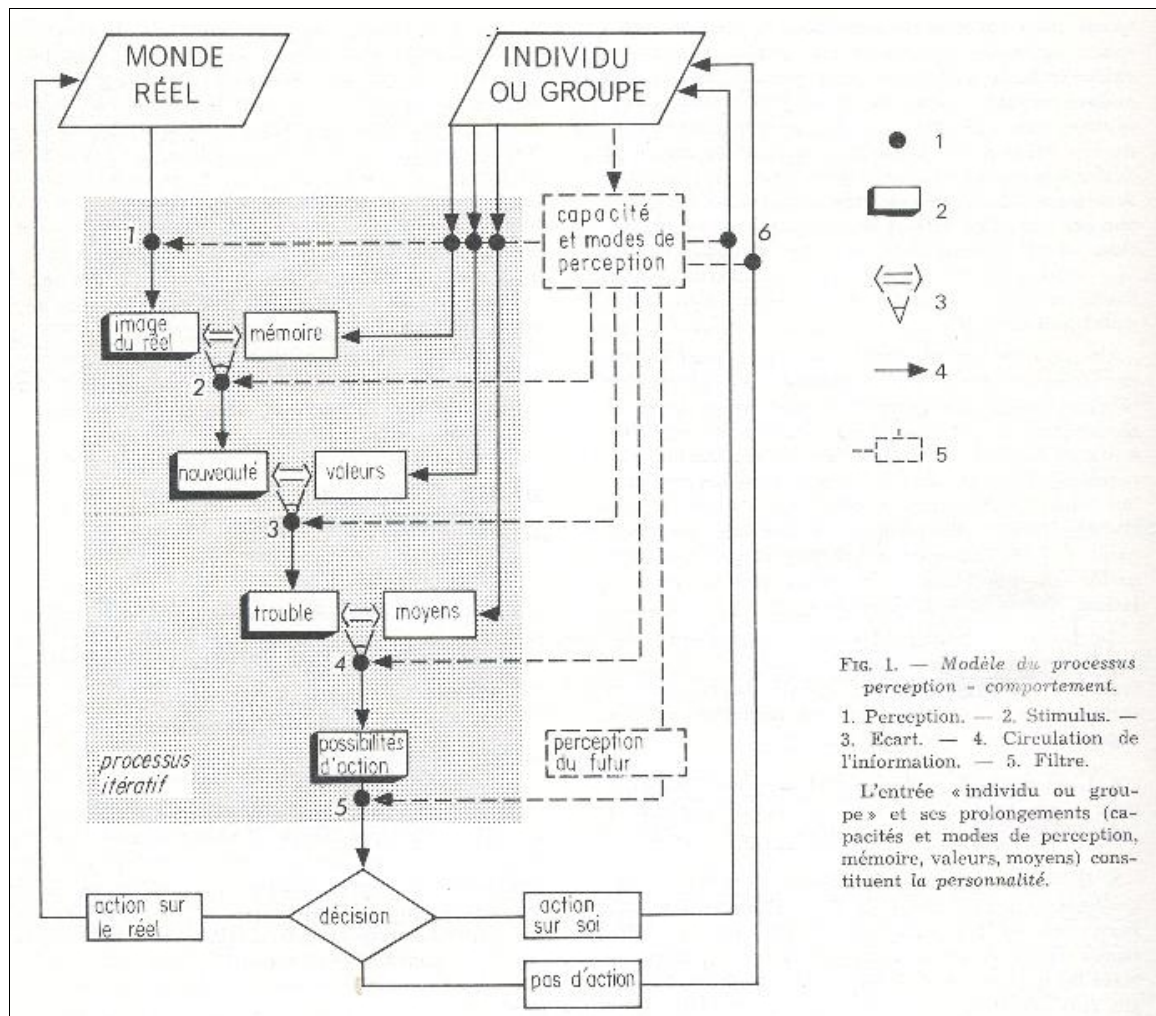 MONDE
RÉEL
INDIVIDU
OU GROUPE
capacité
et modes de
perception
1
6
image
du réel
mémoire
2
nouveauté
valeurs
3
trouble
moyens
4
possibilités
d'action
perception
du futur
processus
itératif
5
action sur
le réel
décision
action
sur soi
pas d'action
1
2
3
4
5
FIG. 1. — Modèle du processus
perception - comportement.
1. Perception. — 2. Stimulus. —
3. Ecart. — 4. Circulation de
l'information. — 5. Filtre.
L'entrée « individu ou grou-
pe » et ses prolongements (ca-
pacités et modes de perception,
mémoire, valeurs, moyens) cons-
tituent la personnalité.